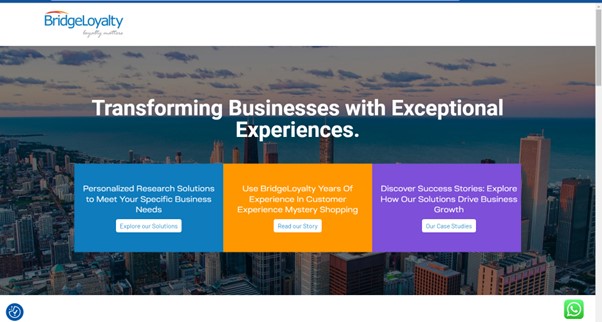 BridgeLoyalty
loyalty matters
Transforming Businesses with Exceptional
Experiences.
Personalized Research Solutions
to Meet Your Specific Business
Needs
Explore our Solutions
Use BridgeLoyalty Years Of
Experience in Customer
Experience Mystery Shopping
Read our Story
Discover Success Stories: Explore
How Our Solutions Drive Business
Growth
Our Case Studies